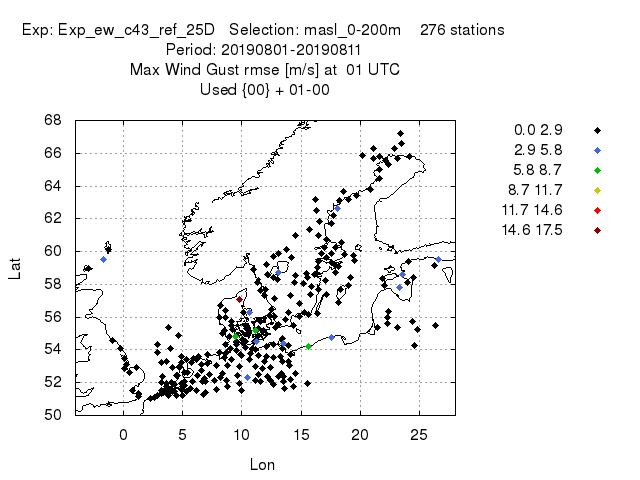 Exp: Exp_ew_c43_ref_25D   Selection: masl_0-200m    276 stations
Period: 20190801-20190811
Max Wind Gust rmse [m/s] at  01 UTC
Used {00} + 01-00
68
66
64
62
60
58
56
54
52
50
Lat
0 5 10 15 20 25
Lon
0.0 2.9
2.9 5.8
5.8 8.7
8.7 11.7
11.7 14.6
14.6 17.5